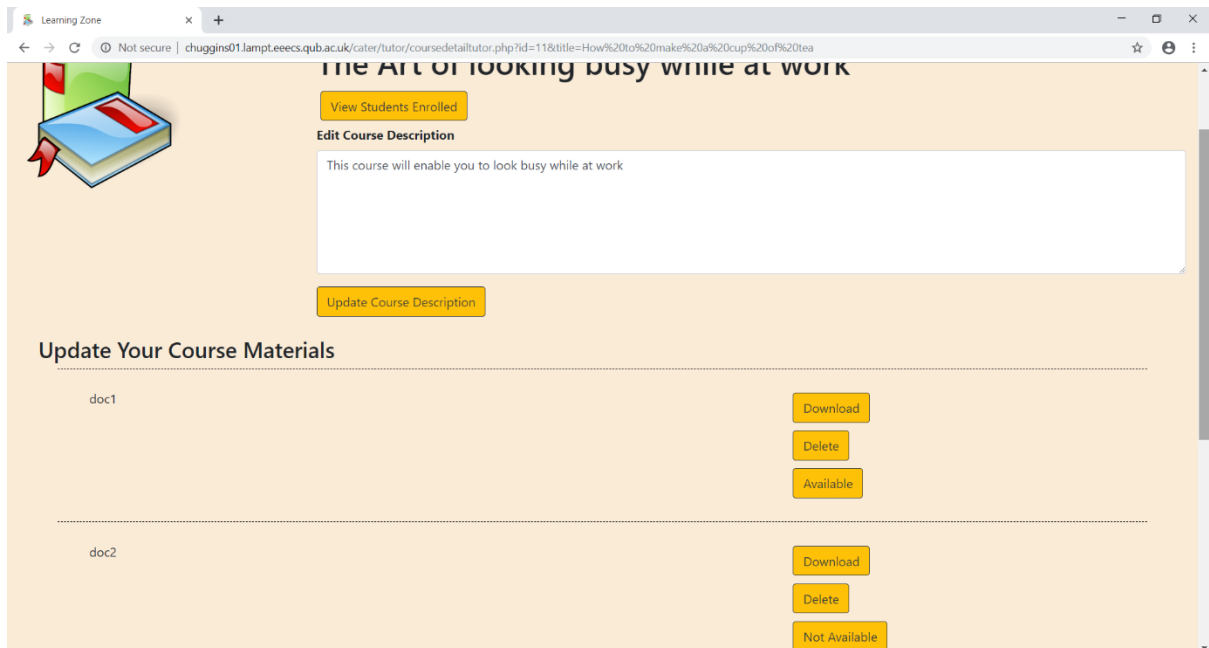 Learning Zone
Not secure | chuggins01.lampt.eeecs.qub.ac.uk/cater/tutor/coursedetailtutor.php?id=11&title=How%20to%20make%20a%20cup%20of%20tea
The Art of looking busy while at work
View Students Enrolled
Edit Course Description
This course will enable you to look busy while at work
Update Course Description
Update Your Course Materials
doc1
Download
Delete
Available
doc2
Download
Delete
Not Available